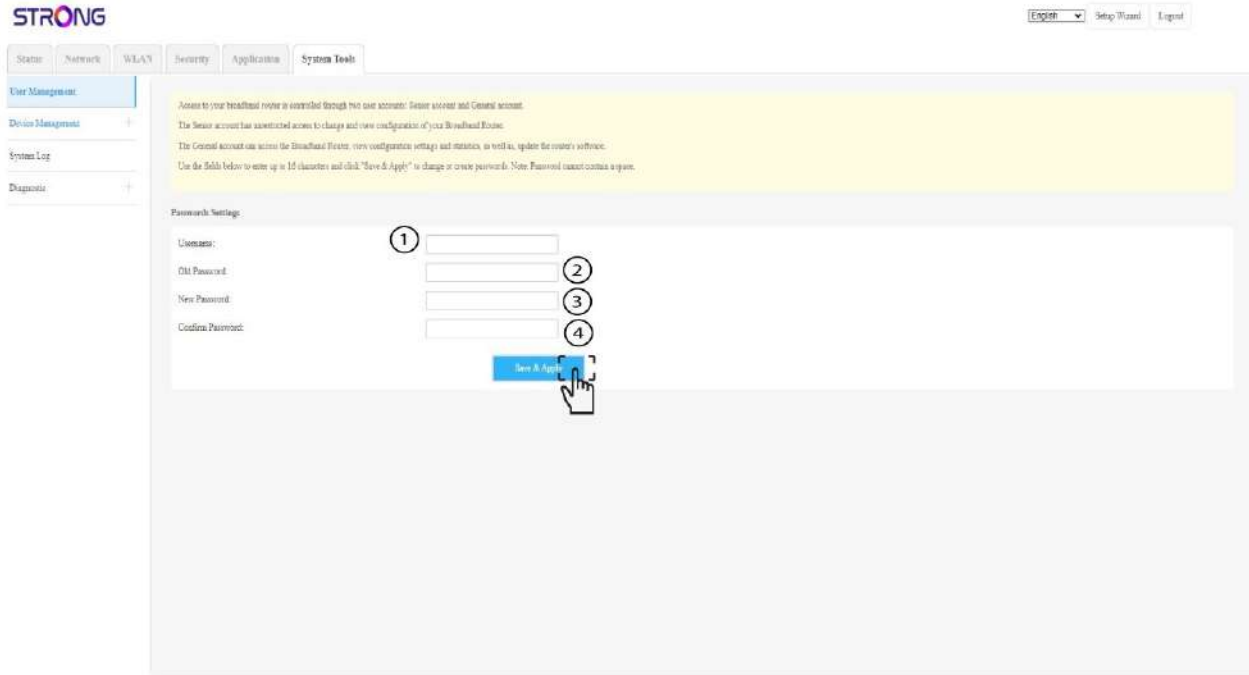 STRONG
English
Setup Wizard
Logout
Status
Network
WLAN
Security
Application
System Tools
User Management
Device Management
System Log
Diagnostic
Access to your broadband router is controlled through two user accounts: Senior account and General account.
The Senior account has unrestricted access to change and view configuration of your Broadband Router.
The General account can access the Broadband Router, view configuration settings and statistics, as well as, update the router's software.
Use the fields below to enter up to 16 characters and click "Save & Apply" to change or create passwords. Note: Password cannot contain a space.
Passwords Settings
Username:
1
Old Password:
2
New Password:
3
Confirm Password:
4
Save & Apply